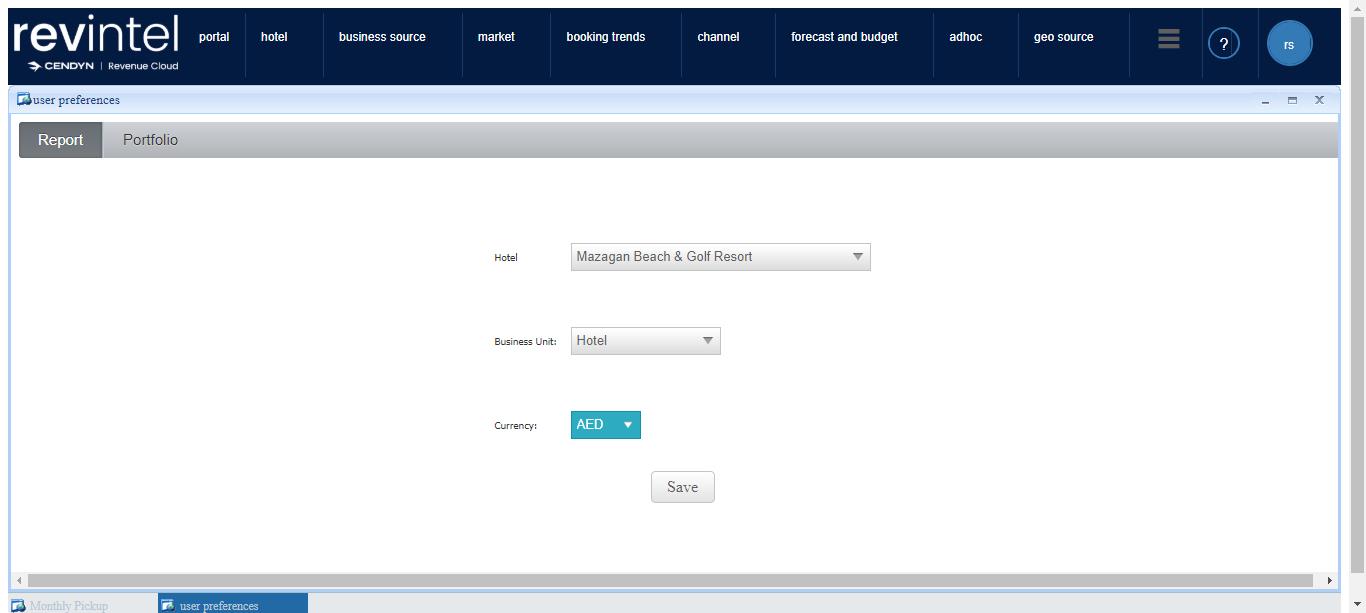 revintel
portal hotel business source market booking trends channel forecast and budget adhoc geo source ? rs
CENDYN | Revenue Cloud
user preferences
Report Portfolio
Hotel Mazagan Beach & Golf Resort
Business Unit: Hotel
Currency: AED
Save
Monthly Pickup user preferences